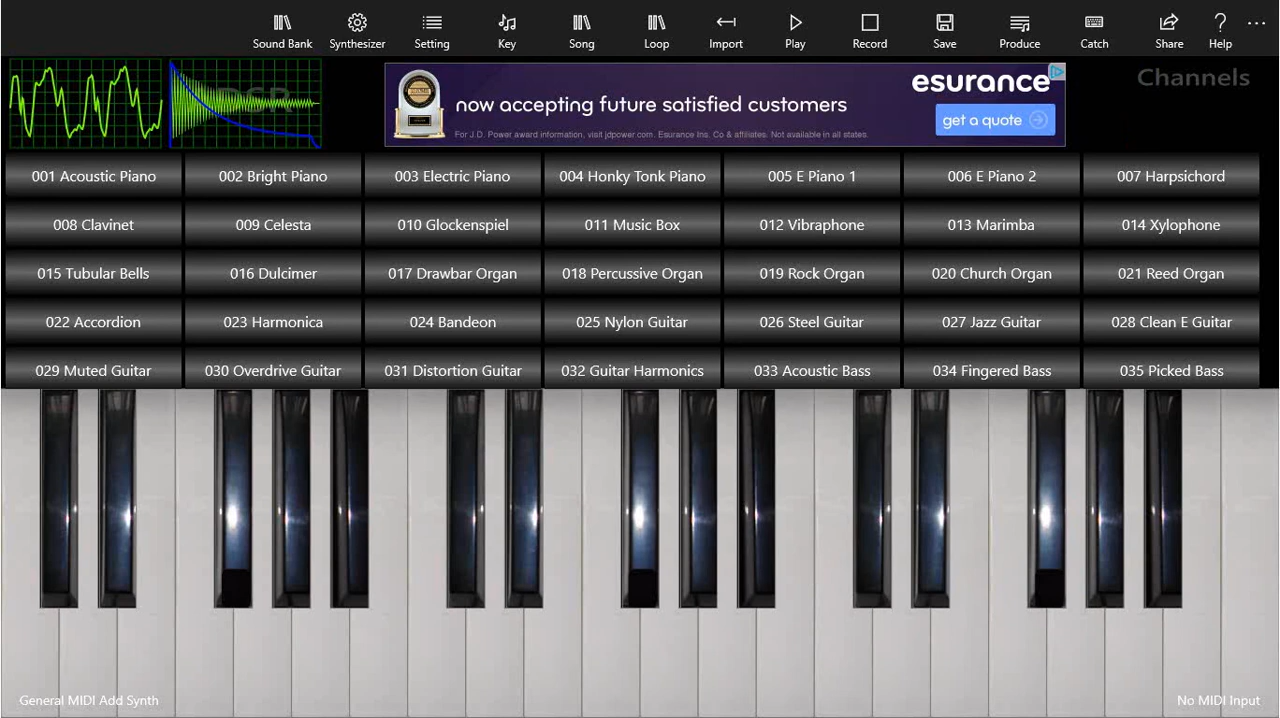 Sound Bank Synthesizer Setting Key Song Loop Import Play Record Save Produce Catch Share Help
DSR
now accepting future satisfied customers
For J.D. Power award information, visit jdpower.com. Esurance Ins. Co & affiliates. Not available in all states.
esurance
get a quote
Channels
001 Acoustic Piano 002 Bright Piano 003 Electric Piano 004 Honky Tonk Piano 005 E Piano 1 006 E Piano 2 007 Harpsichord
008 Clavinet 009 Celesta 010 Glockenspiel 011 Music Box 012 Vibraphone 013 Marimba 014 Xylophone
015 Tubular Bells 016 Dulcimer 017 Drawbar Organ 018 Percussive Organ 019 Rock Organ 020 Church Organ 021 Reed Organ
022 Accordion 023 Harmonica 024 Bandeon 025 Nylon Guitar 026 Steel Guitar 027 Jazz Guitar 028 Clean E Guitar
029 Muted Guitar 030 Overdrive Guitar 031 Distortion Guitar 032 Guitar Harmonics 033 Acoustic Bass 034 Fingered Bass 035 Picked Bass
General MIDI Add Synth
No MIDI Input